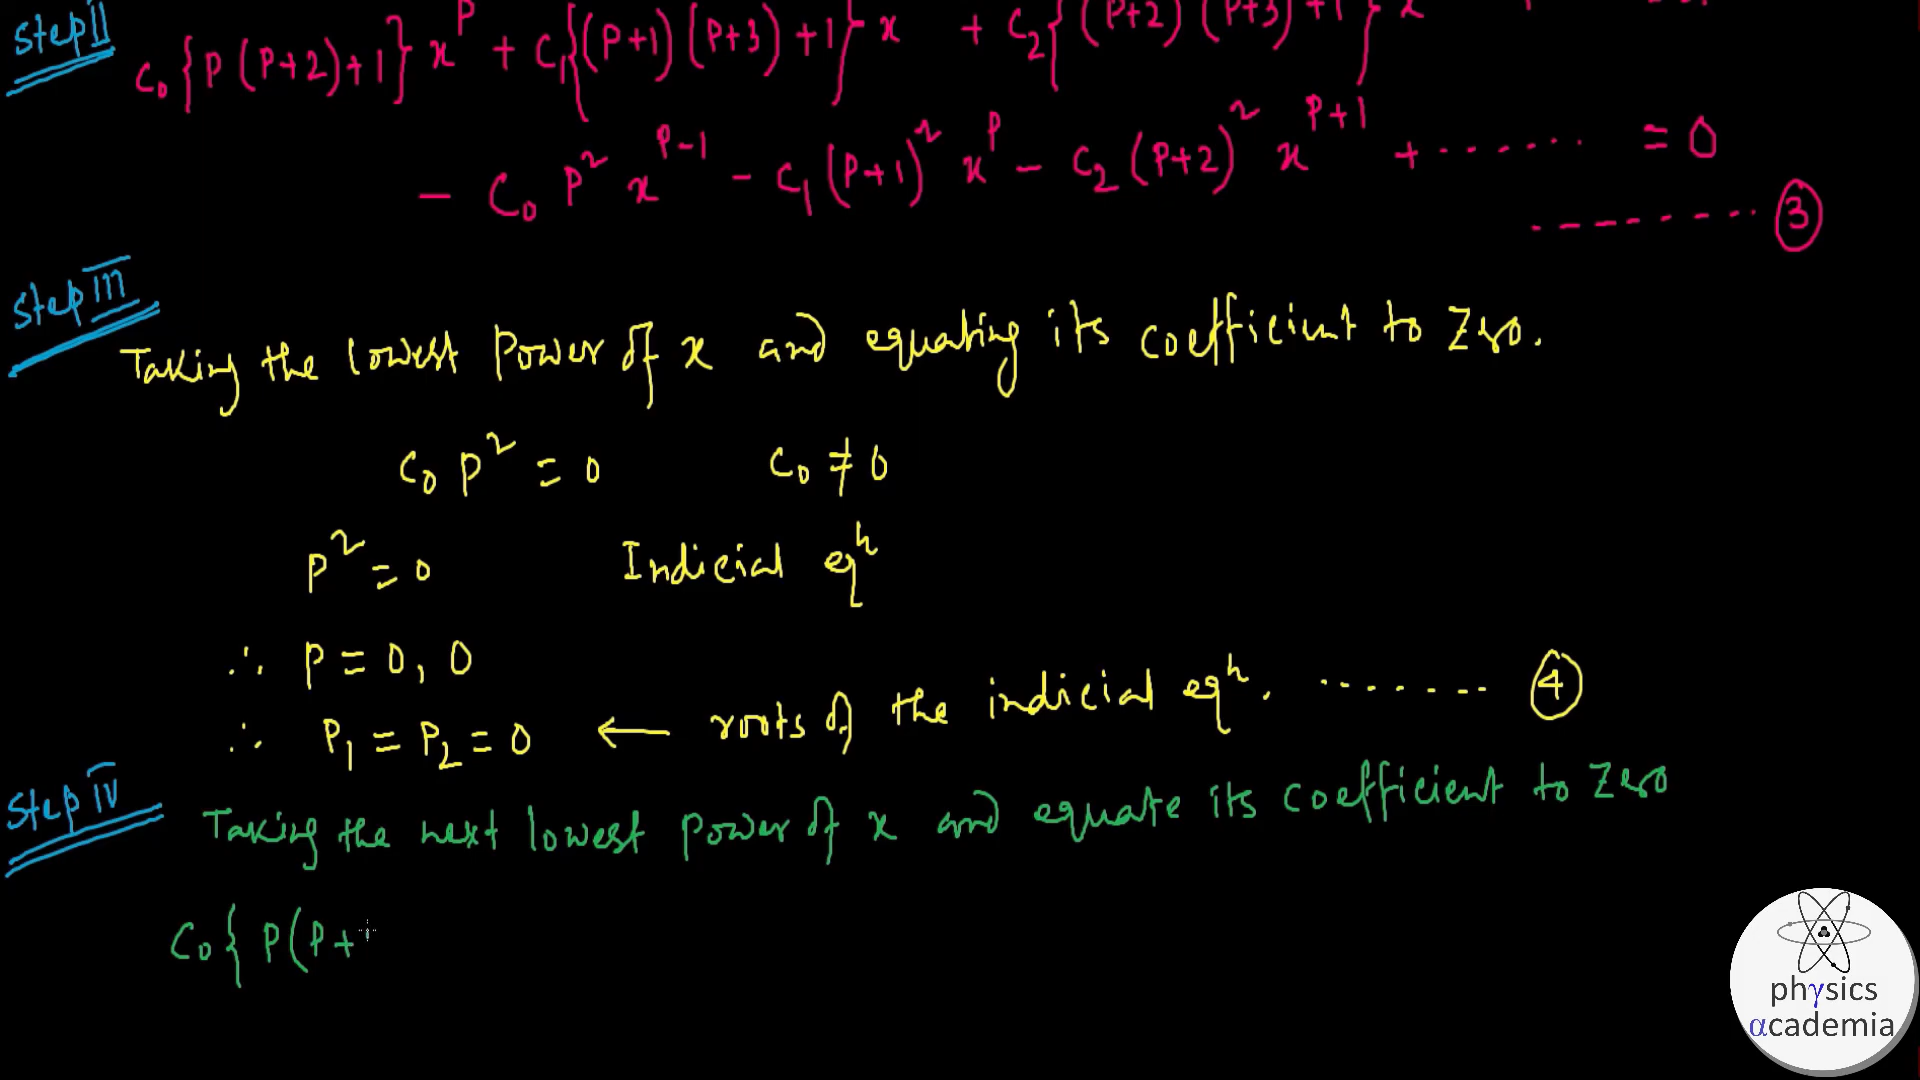 Step II
C₀{P(P+2)+1}x^P + C₁{(P+1)(P+3)+1}x + C₂{(P+2)(P+3)+1}x
- C₀ P² x^(P-1) - C₁(P+1)² x^P - C₂(P+2)² x^(P+1) + ....... = 0
........ ③
Step III
Taking the lowest Power of x and equating its coefficient to Zero.
C₀ P² = 0 C₀ ≠ 0
P² = 0 Indicial eqⁿ
∴ P = 0, 0
∴ P₁ = P₂ = 0 ← roots of the indicial eqⁿ. ....... ④
Step IV
Taking the next lowest power of x and equate its coefficient to Zero
C₀{ P(P+
physics
αcademia